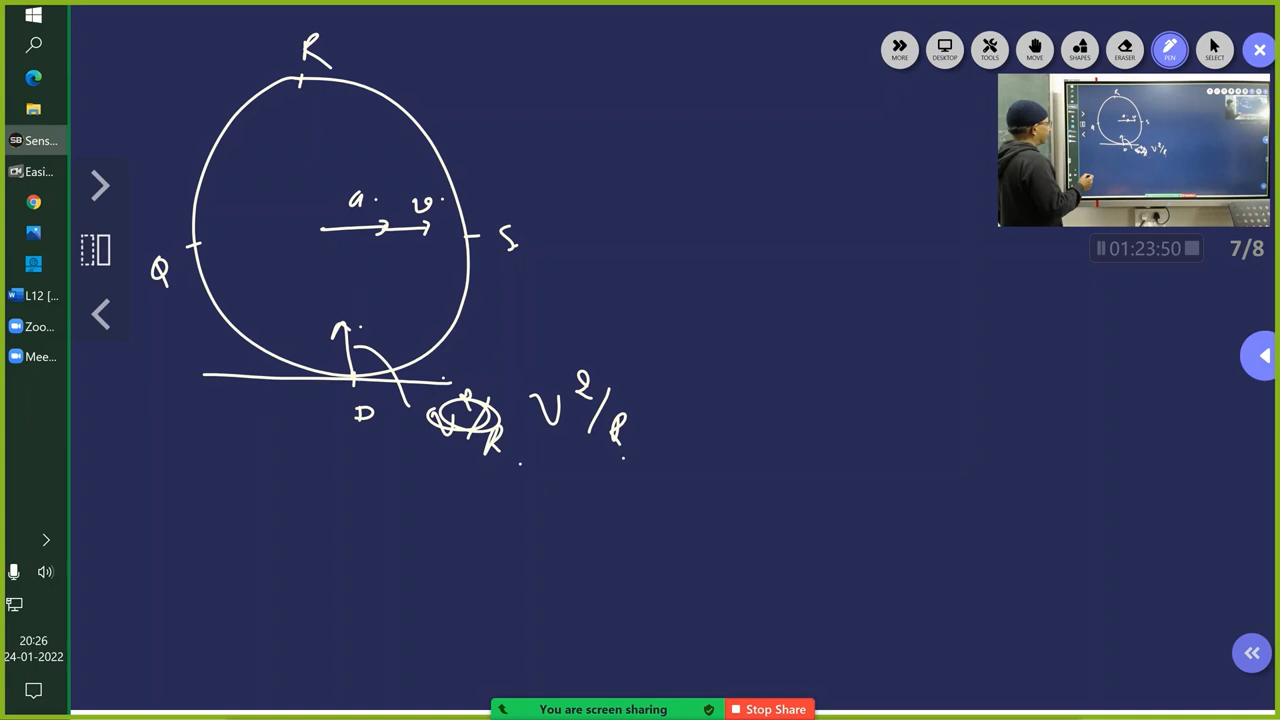 R
MORE
DESKTOP
TOOLS
MOVE
SHAPES
ERASER
PEN
SELECT
Sens...
Easi...
a
v
S
01:23:50
7/8
Q
L12 [...
Zoo...
Mee...
V²/R
20:26
24-01-2022
You are screen sharing
Stop Share